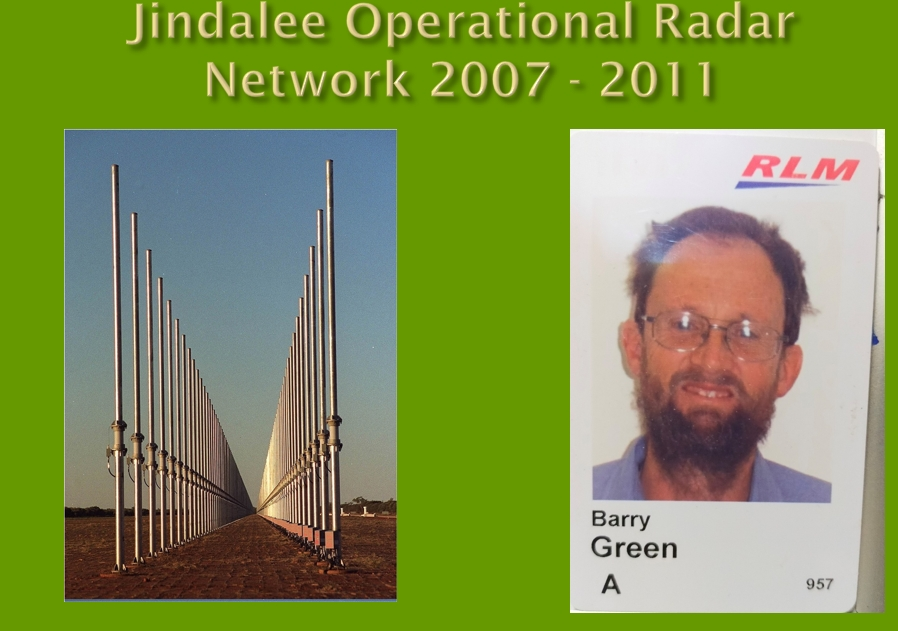 Jindalee Operational Radar
Network 2007 - 2011
RLM
Barry
Green
A
957